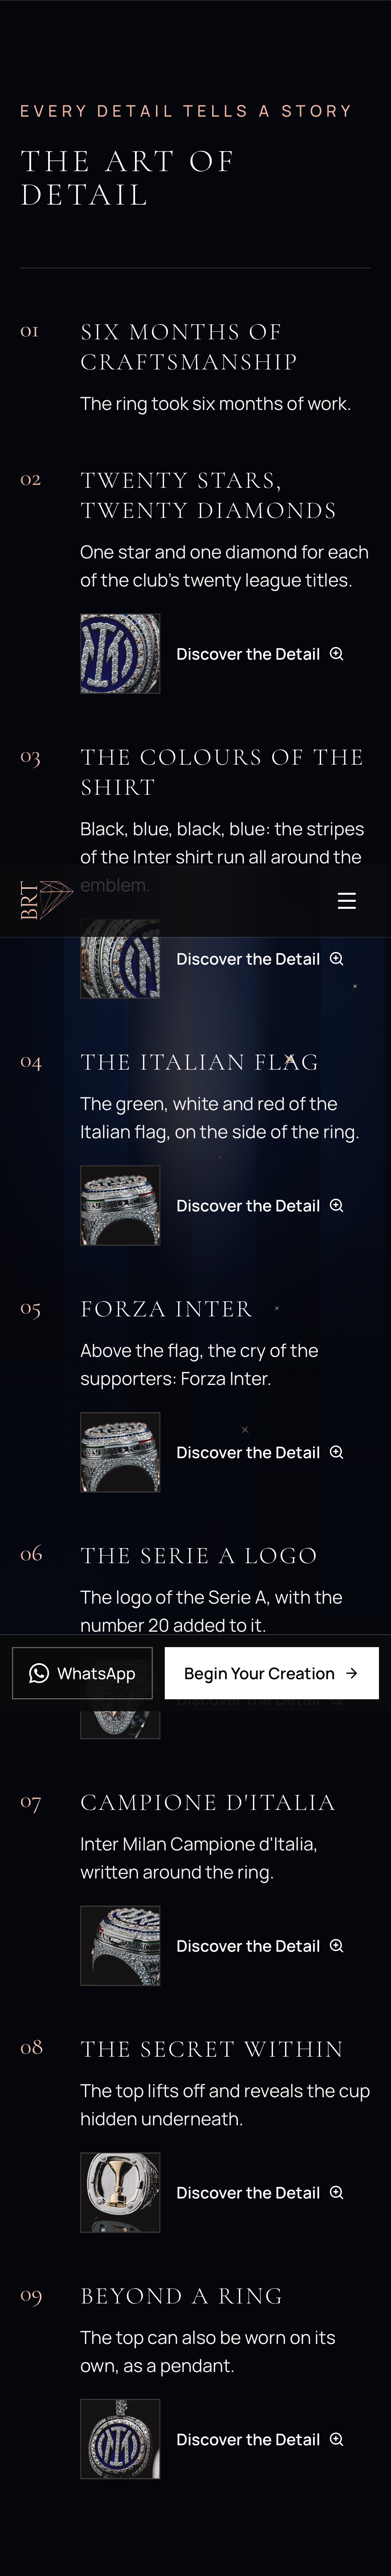 EVERY DETAIL TELLS A STORY
THE ART OF
DETAIL
01
SIX MONTHS OF
CRAFTSMANSHIP
The ring took six months of work.
02
TWENTY STARS,
TWENTY DIAMONDS
One star and one diamond for each
of the club's twenty league titles.
Discover the Detail
03
THE COLOURS OF THE
SHIRT
Black, blue, black, blue: the stripes
of the Inter shirt run all around the
emblem.
BRT
Discover the Detail
04
THE ITALIAN FLAG
The green, white and red of the
Italian flag, on the side of the ring.
Discover the Detail
05
FORZA INTER
Above the flag, the cry of the
supporters: Forza Inter.
Discover the Detail
06
THE SERIE A LOGO
The logo of the Serie A, with the
number 20 added to it.
WhatsApp
Begin Your Creation
Discover the Detail
07
CAMPIONE D'ITALIA
Inter Milan Campione d'Italia,
written around the ring.
Discover the Detail
08
THE SECRET WITHIN
The top lifts off and reveals the cup
hidden underneath.
Discover the Detail
09
BEYOND A RING
The top can also be worn on its
own, as a pendant.
Discover the Detail